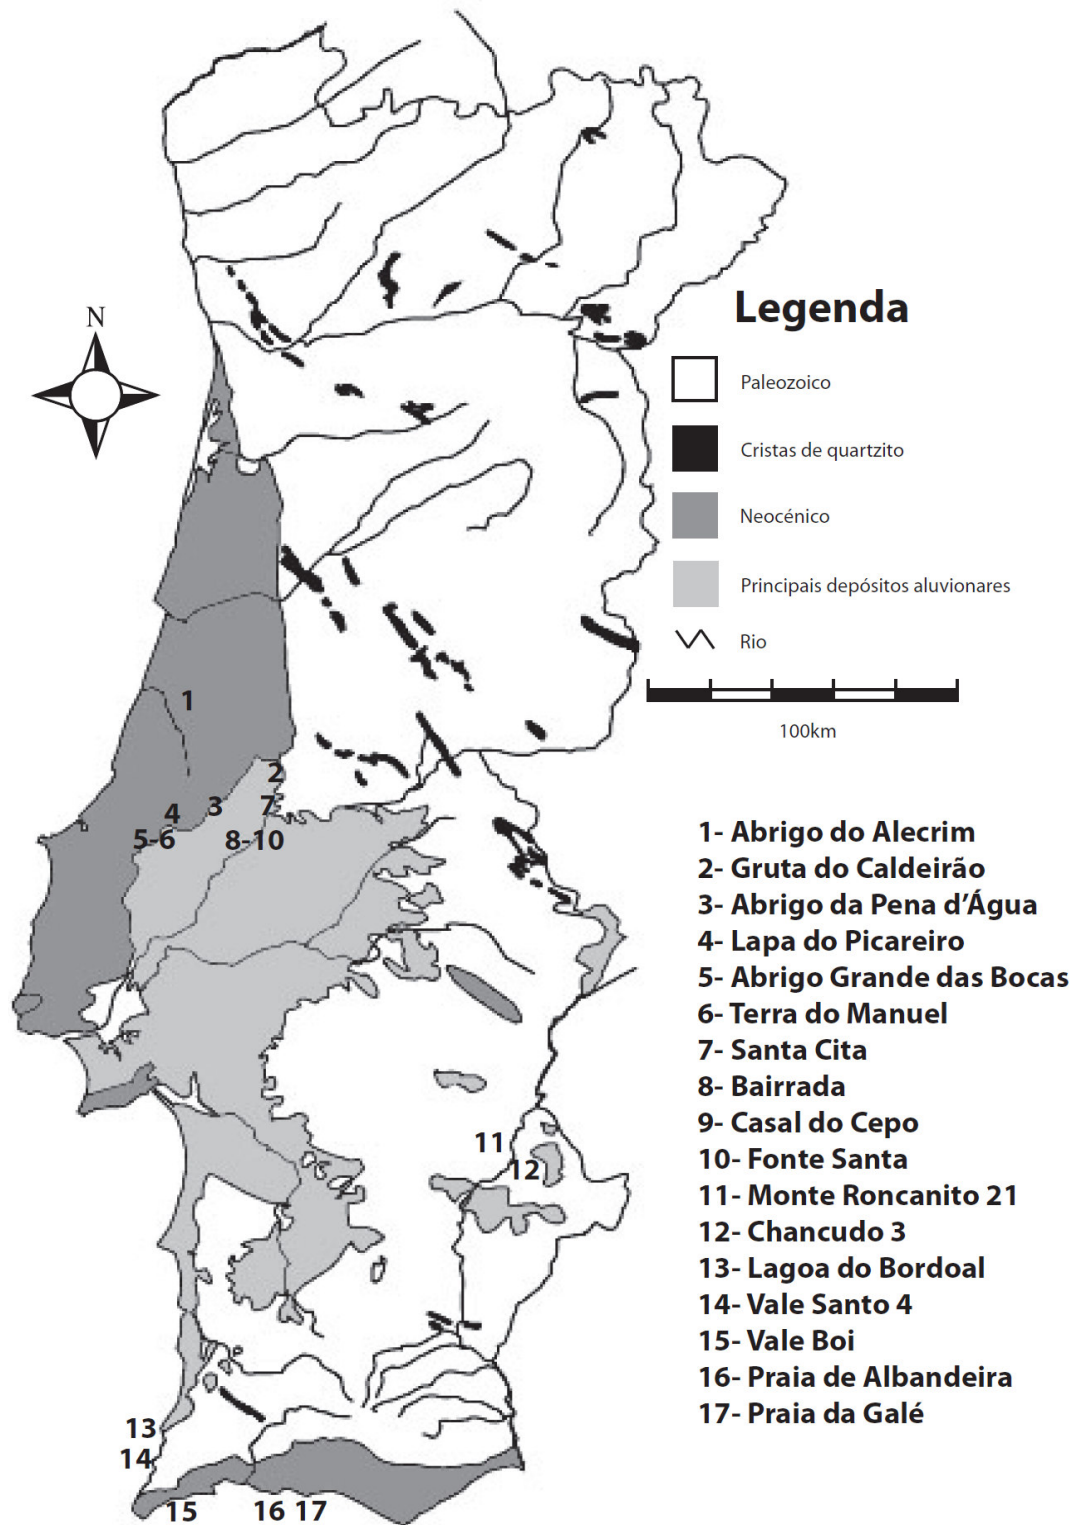 N
Legenda
Paleozoico
Cristas de quartzito
Neocénico
Principais depósitos aluvionares
Rio
100km
1
2
3
7
4
5-6
8-10
11
12
13
14
15
16
17
1- Abrigo do Alecrim
2- Gruta do Caldeirão
3- Abrigo da Pena d’Água
4- Lapa do Picareiro
5- Abrigo Grande das Bocas
6- Terra do Manuel
7- Santa Cita
8- Bairrada
9- Casal do Cepo
10- Fonte Santa
11- Monte Roncanito 21
12- Chancudo 3
13- Lagoa do Bordoal
14- Vale Santo 4
15- Vale Boi
16- Praia de Albandeira
17- Praia da Galé